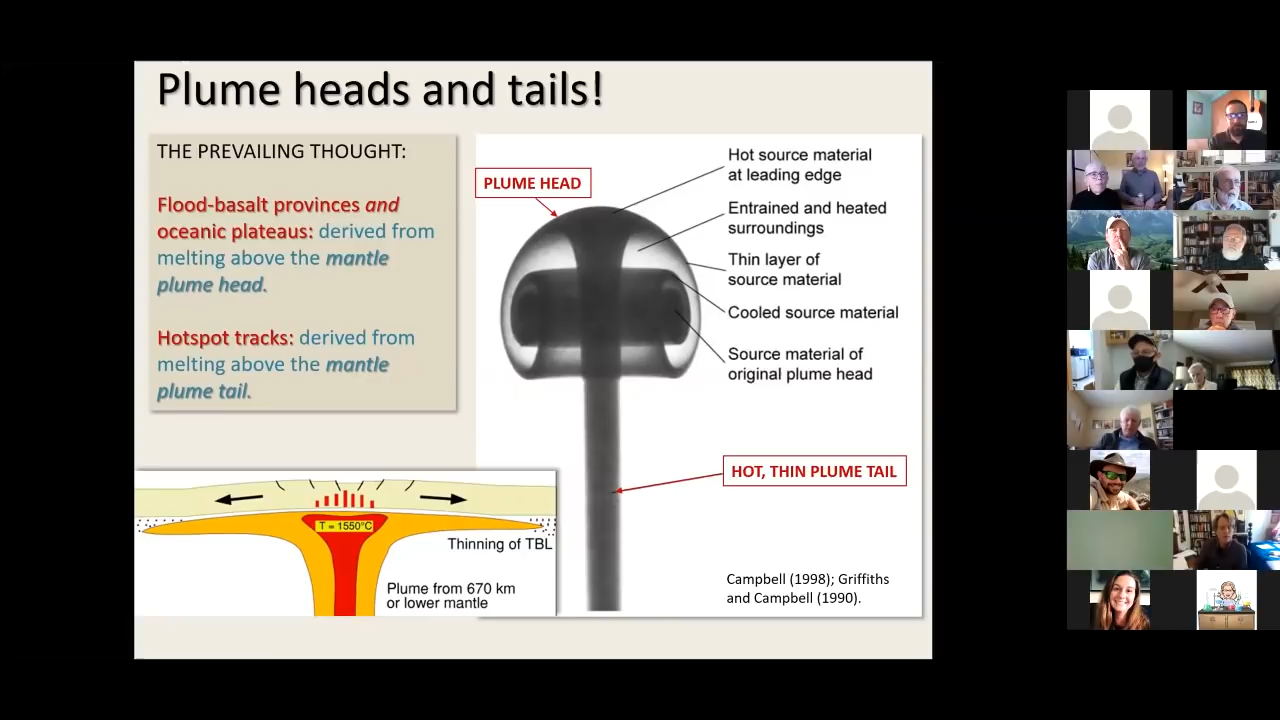 Plume heads and tails!
THE PREVAILING THOUGHT:
Flood-basalt provinces and
oceanic plateaus: derived from
melting above the mantle
plume head.
Hotspot tracks: derived from
melting above the mantle
plume tail.
PLUME HEAD
Hot source material
at leading edge
Entrained and heated
surroundings
Thin layer of
source material
Cooled source material
Source material of
original plume head
HOT, THIN PLUME TAIL
Campbell (1998); Griffiths
and Campbell (1990).
T = 1550°C
Thinning of TBL
Plume from 670 km
or lower mantle